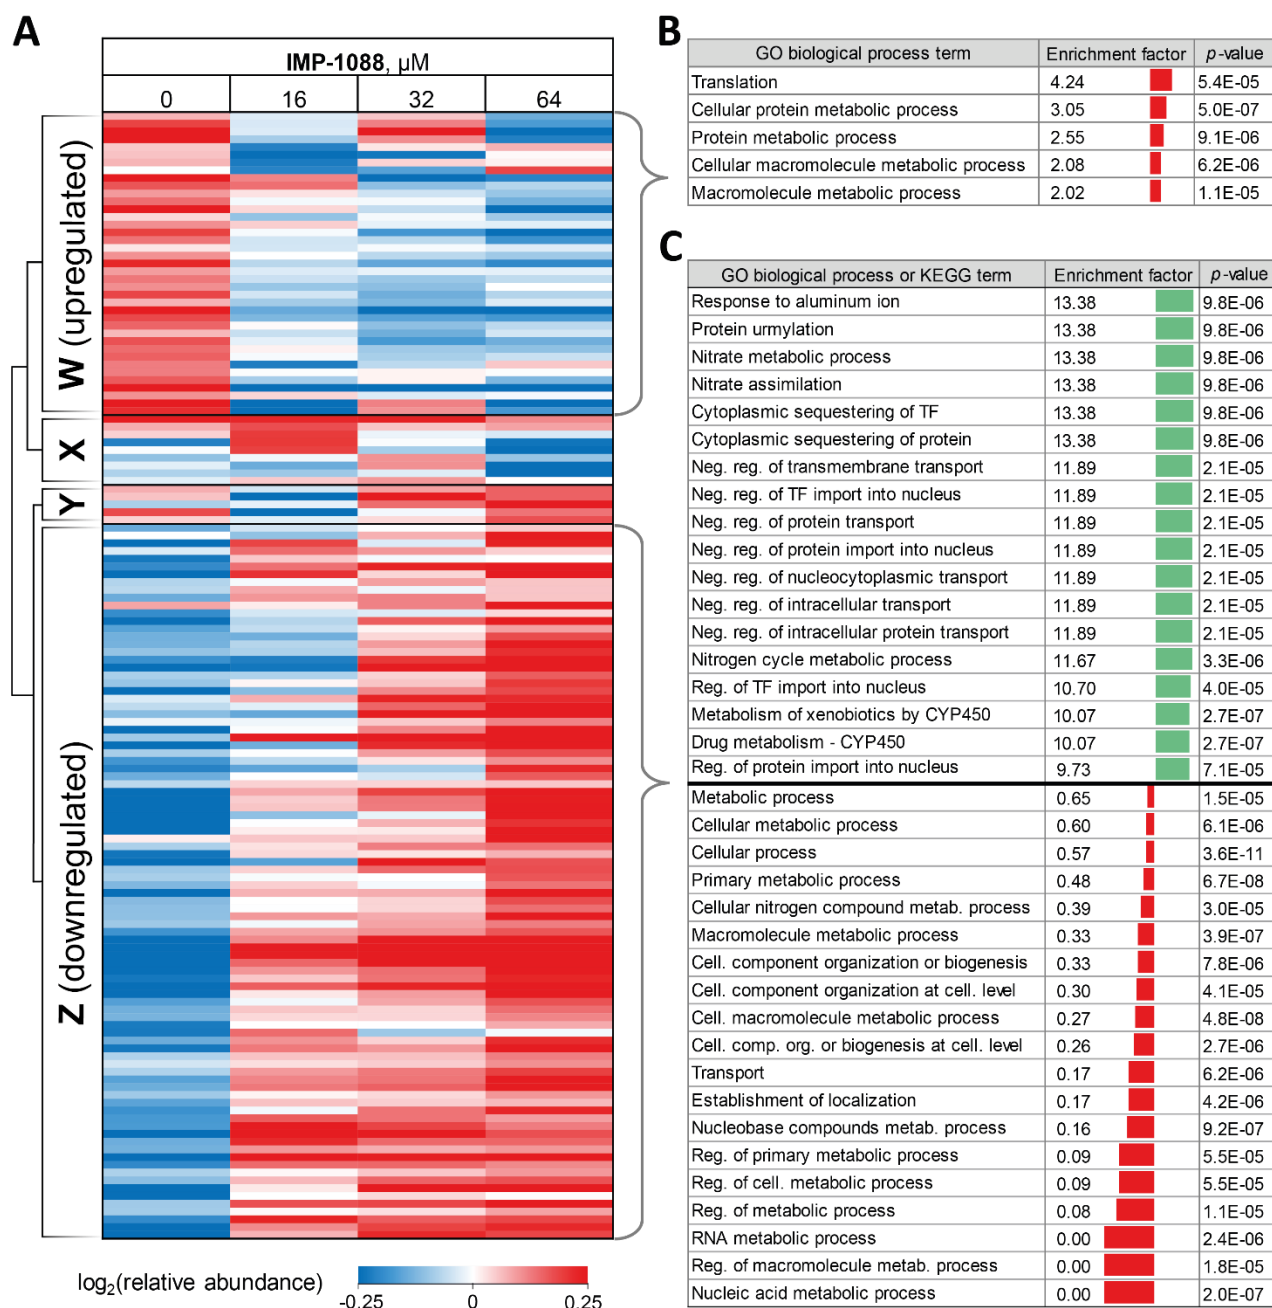 A
IMP-1088, µM
0 16 32 64
W (upregulated)
X
Y
Z (downregulated)
log2(relative abundance)
-0.25 0 0.25
B
GO biological process term Enrichment factor p-value
Translation 4.24 5.4E-05
Cellular protein metabolic process 3.05 5.0E-07
Protein metabolic process 2.55 9.1E-06
Cellular macromolecule metabolic process 2.08 6.2E-06
Macromolecule metabolic process 2.02 1.1E-05
C
GO biological process or KEGG term Enrichment factor p-value
Response to aluminum ion 13.38 9.8E-06
Protein urmylation 13.38 9.8E-06
Nitrate metabolic process 13.38 9.8E-06
Nitrate assimilation 13.38 9.8E-06
Cytoplasmic sequestering of TF 13.38 9.8E-06
Cytoplasmic sequestering of protein 13.38 9.8E-06
Neg. reg. of transmembrane transport 11.89 2.1E-05
Neg. reg. of TF import into nucleus 11.89 2.1E-05
Neg. reg. of protein transport 11.89 2.1E-05
Neg. reg. of protein import into nucleus 11.89 2.1E-05
Neg. reg. of nucleocytoplasmic transport 11.89 2.1E-05
Neg. reg. of intracellular transport 11.89 2.1E-05
Neg. reg. of intracellular protein transport 11.89 2.1E-05
Nitrogen cycle metabolic process 11.67 3.3E-06
Reg. of TF import into nucleus 10.70 4.0E-05
Metabolism of xenobiotics by CYP450 10.07 2.7E-07
Drug metabolism - CYP450 10.07 2.7E-07
Reg. of protein import into nucleus 9.73 7.1E-05
Metabolic process 0.65 1.5E-05
Cellular metabolic process 0.60 6.1E-06
Cellular process 0.57 3.6E-11
Primary metabolic process 0.48 6.7E-08
Cellular nitrogen compound metab. process 0.39 3.0E-05
Macromolecule metabolic process 0.33 3.9E-07
Cell. component organization or biogenesis 0.33 7.8E-06
Cell. component organization at cell. level 0.30 4.1E-05
Cell. macromolecule metabolic process 0.27 4.8E-08
Cell. comp. org. or biogenesis at cell. level 0.26 2.7E-06
Transport 0.17 6.2E-06
Establishment of localization 0.17 4.2E-06
Nucleobase compounds metab. process 0.16 9.2E-07
Reg. of primary metabolic process 0.09 5.5E-05
Reg. of cell. metabolic process 0.09 5.5E-05
Reg. of metabolic process 0.08 1.1E-05
RNA metabolic process 0.00 2.4E-06
Reg. of macromolecule metab. process 0.00 1.8E-05
Nucleic acid metabolic process 0.00 2.0E-07